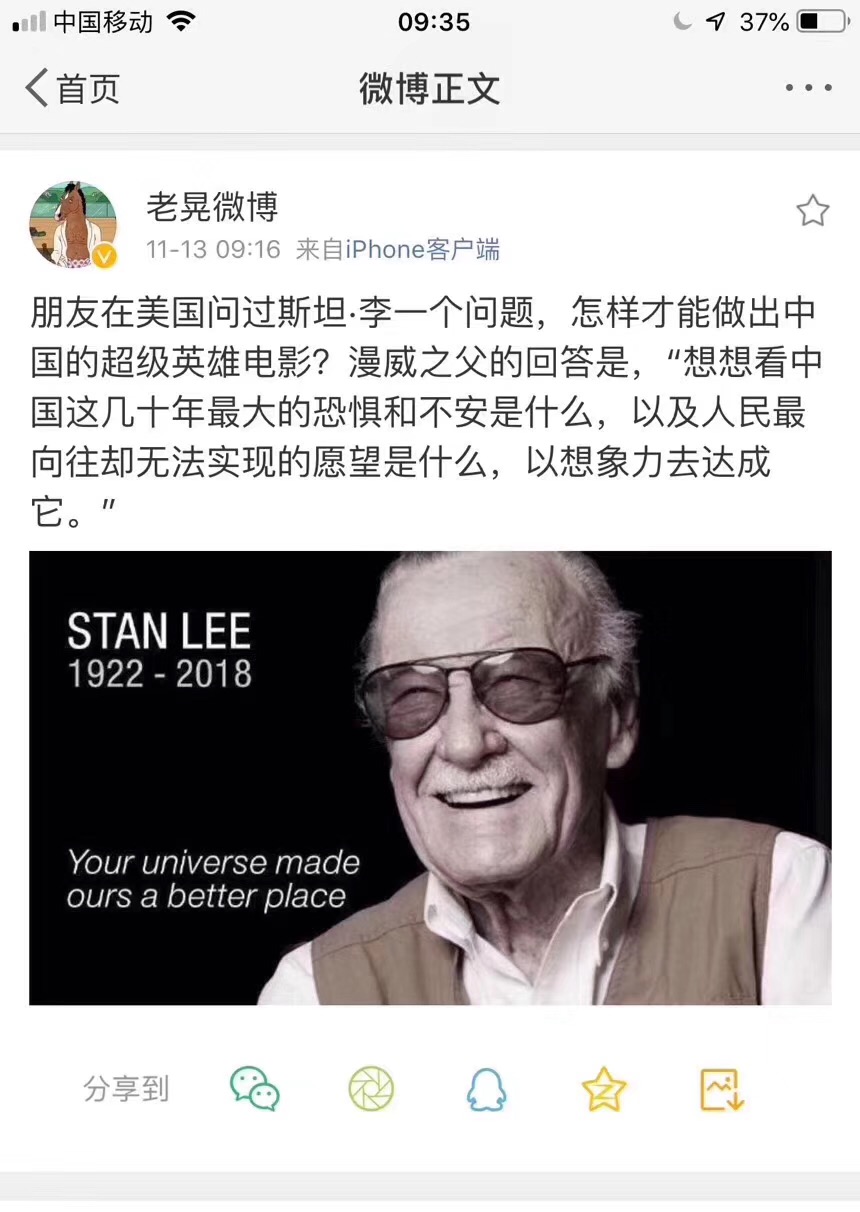 中国移动 09:35 37%
首页 微博正文
老晃微博
11-13 09:16 来自iPhone客户端
朋友在美国问过斯坦·李一个问题，怎样才能做出中
国的超级英雄电影？漫威之父的回答是，“想想看中
国这几十年最大的恐惧和不安是什么，以及人民最
向往却无法实现的愿望是什么，以想象力去达成
它。”
STAN LEE
1922 - 2018
Your universe made
ours a better place
分享到